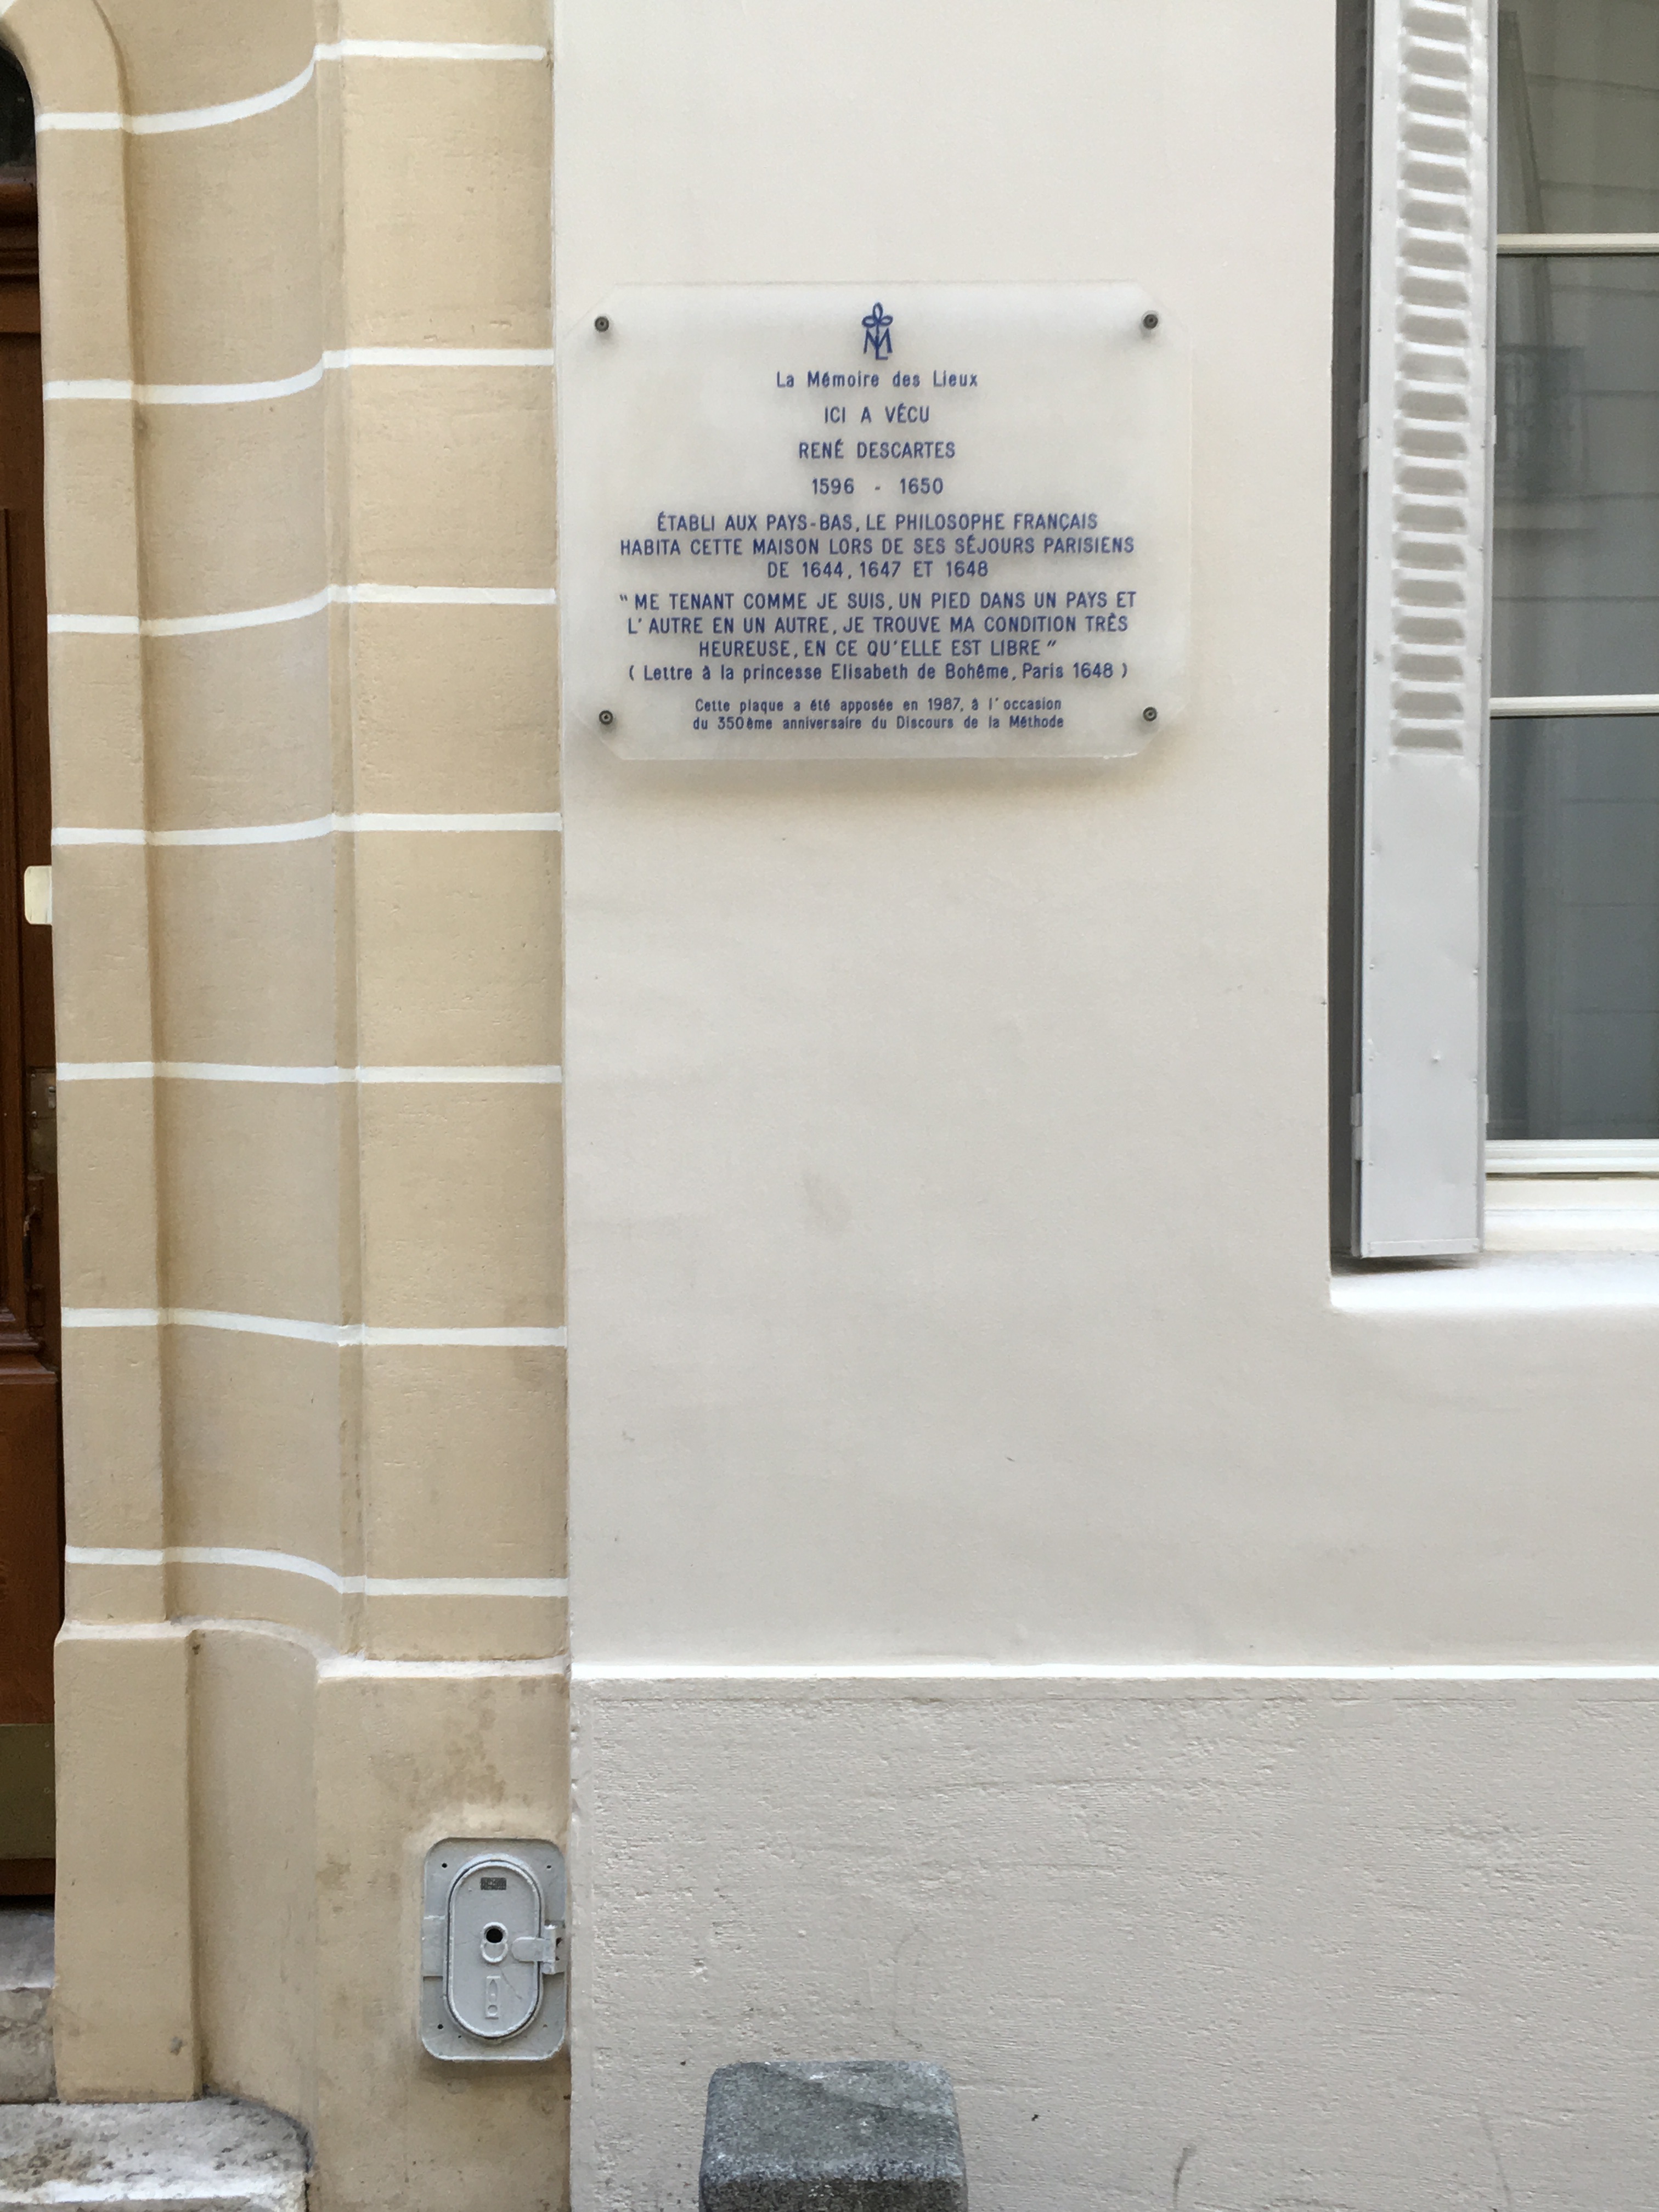 ML
La Mémoire des Lieux
ICI A VÉCU
RENÉ DESCARTES
1596 - 1650
ÉTABLI AUX PAYS-BAS, LE PHILOSOPHE FRANÇAIS
HABITA CETTE MAISON LORS DE SES SÉJOURS PARISIENS
DE 1644, 1647 ET 1648
"ME TENANT COMME JE SUIS, UN PIED DANS UN PAYS ET
L'AUTRE EN UN AUTRE, JE TROUVE MA CONDITION TRÈS
HEUREUSE, EN CE QU'ELLE EST LIBRE"
( Lettre à la princesse Elisabeth de Bohême, Paris 1648 )
Cette plaque a été apposée en 1987, à l'occasion
du 350ème anniversaire du Discours de la Méthode